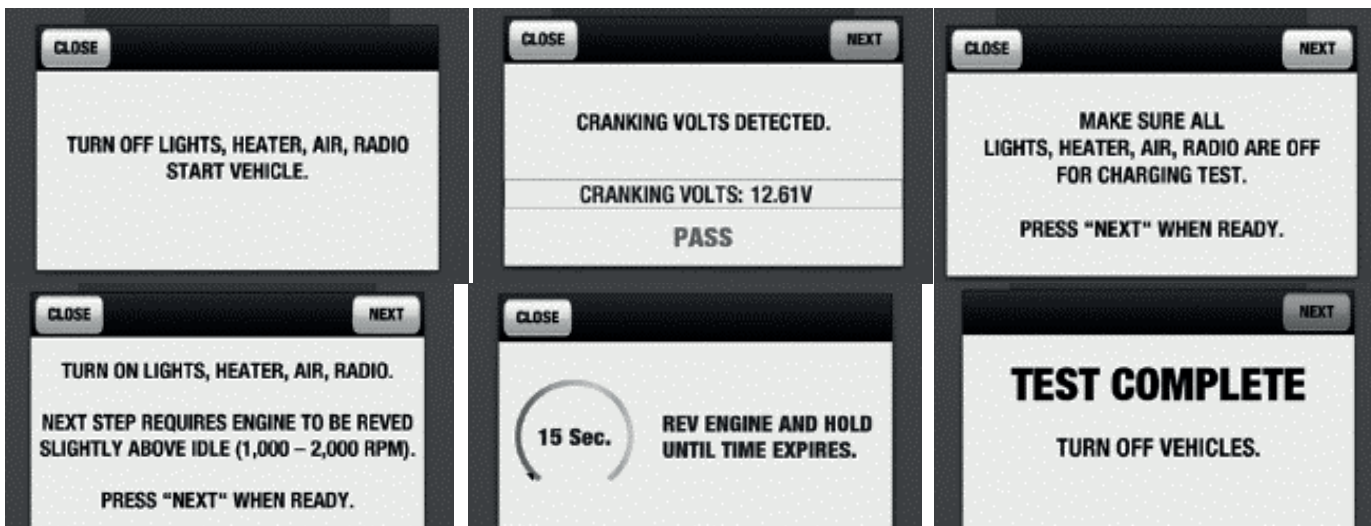 CLOSE
TURN OFF LIGHTS, HEATER, AIR, RADIO
START VEHICLE.
CLOSE
NEXT
CRANKING VOLTS DETECTED.
CRANKING VOLTS: 12.61V
PASS
CLOSE
NEXT
MAKE SURE ALL
LIGHTS, HEATER, AIR, RADIO ARE OFF
FOR CHARGING TEST.
PRESS "NEXT" WHEN READY.
CLOSE
NEXT
TURN ON LIGHTS, HEATER, AIR, RADIO.
NEXT STEP REQUIRES ENGINE TO BE REVED
SLIGHTLY ABOVE IDLE (1,000 – 2,000 RPM).
PRESS "NEXT" WHEN READY.
CLOSE
15 Sec.
REV ENGINE AND HOLD
UNTIL TIME EXPIRES.
NEXT
TEST COMPLETE
TURN OFF VEHICLES.